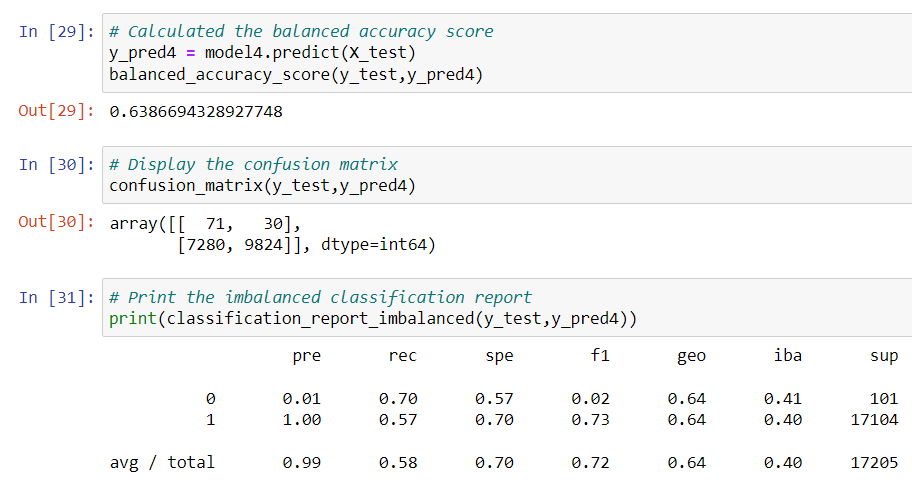 In [29]: # Calculated the balanced accuracy score
y_pred4 = model4.predict(X_test)
balanced_accuracy_score(y_test,y_pred4)
Out[29]: 0.6386694328927748
In [30]: # Display the confusion matrix
confusion_matrix(y_test,y_pred4)
Out[30]: array([[  71,   30],
       [7280, 9824]], dtype=int64)
In [31]: # Print the imbalanced classification report
print(classification_report_imbalanced(y_test,y_pred4))
pre rec spe f1 geo iba sup
0 0.01 0.70 0.57 0.02 0.64 0.41 101
1 1.00 0.57 0.70 0.73 0.64 0.40 17104
avg / total 0.99 0.58 0.70 0.72 0.64 0.40 17205